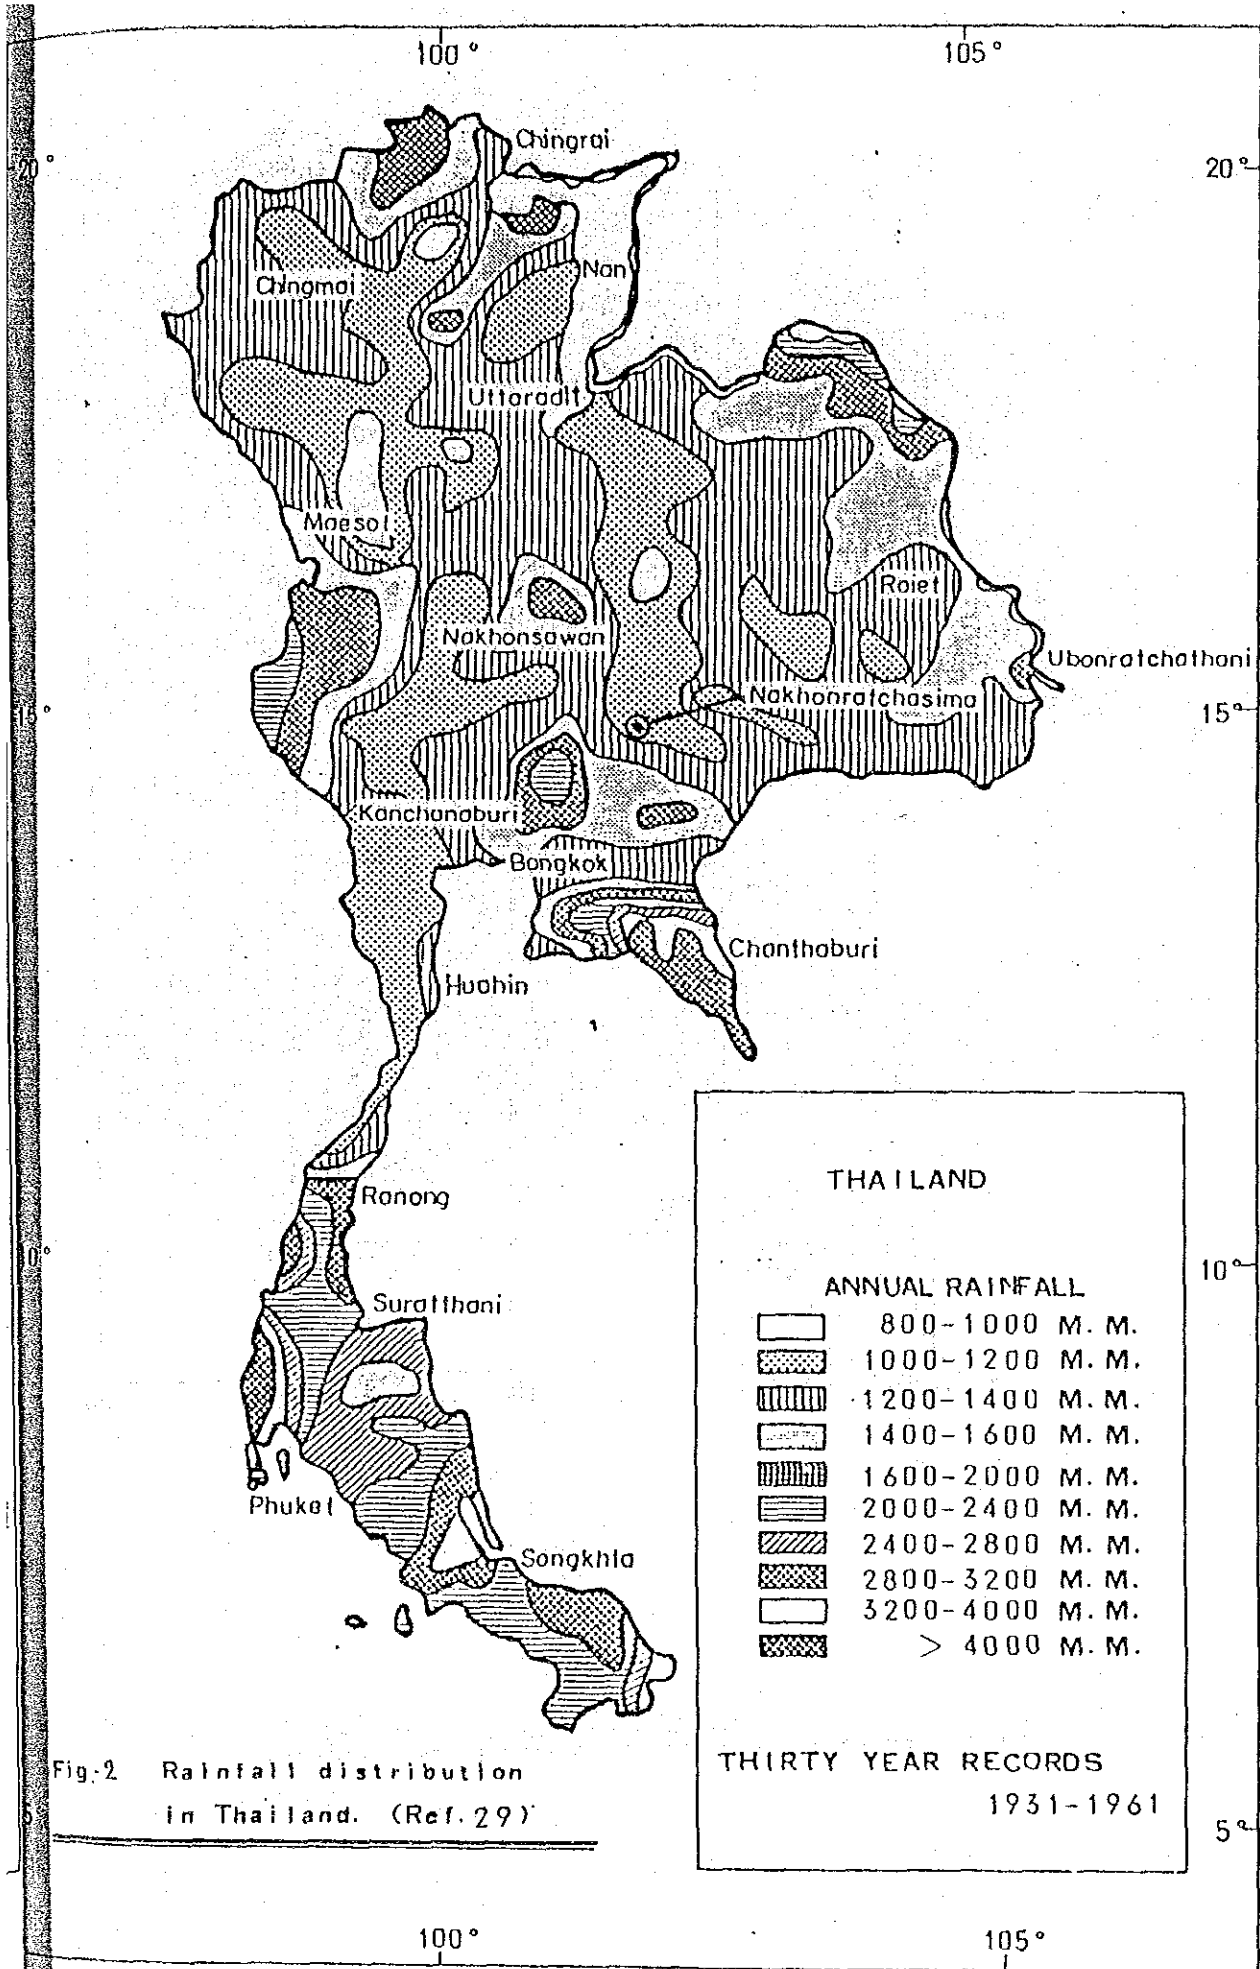 100° 105°
20° 20°
Chingrai
Nan
Chingmai
Uttaradit
Maesot
Roiet
Nakhonsawan
Ubonratchathani
Nakhonratchasima
15° 15°
Kanchanaburi
Bangkok
Chanthaburi
Huahin
Ranong
10° 10°
Suratthani
Phuket
Songkhla
THAILAND
ANNUAL RAINFALL
800-1000 M. M.
1000-1200 M. M.
1200-1400 M. M.
1400-1600 M. M.
1600-2000 M. M.
2000-2400 M. M.
2400-2800 M. M.
2800-3200 M. M.
3200-4000 M. M.
> 4000 M. M.
THIRTY YEAR RECORDS
1931-1961
Fig.2 Rainfall distribution
in Thailand. (Ref. 29)
5° 5°
100° 105°